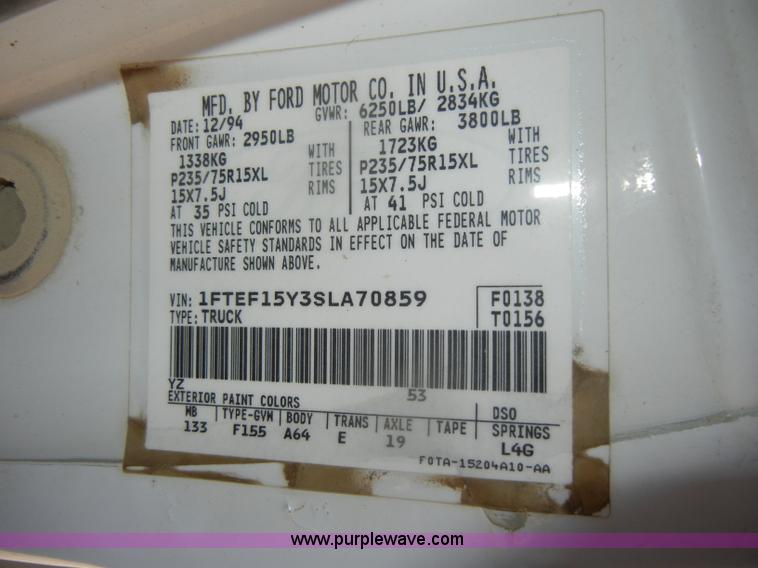 MFD. BY FORD MOTOR CO. IN U.S.A.
DATE: 12/94 GVWR: 6250LB/ 2834KG
FRONT GAWR: 2950LB REAR GAWR: 3800LB
1338KG WITH 1723KG WITH
P235/75R15XL TIRES P235/75R15XL TIRES
15X7.5J RIMS 15X7.5J RIMS
AT 35 PSI COLD AT 41 PSI COLD
THIS VEHICLE CONFORMS TO ALL APPLICABLE FEDERAL MOTOR
VEHICLE SAFETY STANDARDS IN EFFECT ON THE DATE OF
MANUFACTURE SHOWN ABOVE.
VIN: 1FTEF15Y3SLA70859 F0138
TYPE: TRUCK T0156
YZ 53
EXTERIOR PAINT COLORS DSO
WB TYPE-GVM BODY TRANS AXLE TAPE SPRINGS
133 F155 A64 E 19 L4G
F0TA-15204A10-AA
www.purplewave.com